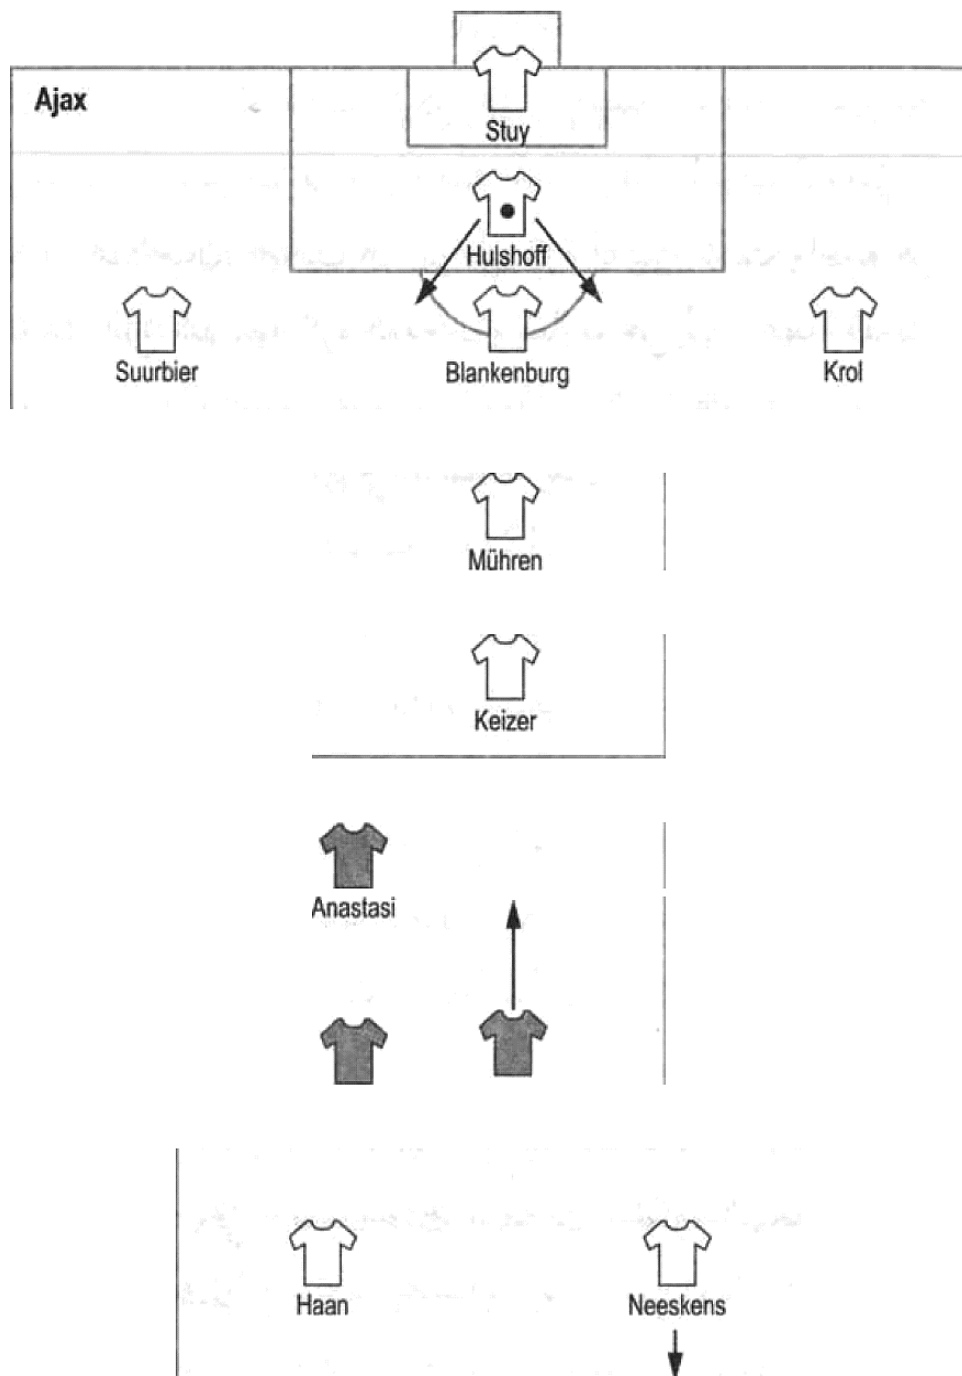 Ajax
Stuy
Hulshoff
Suurbier
Blankenburg
Krol
Mühren
Keizer
Anastasi
Haan
Neeskens